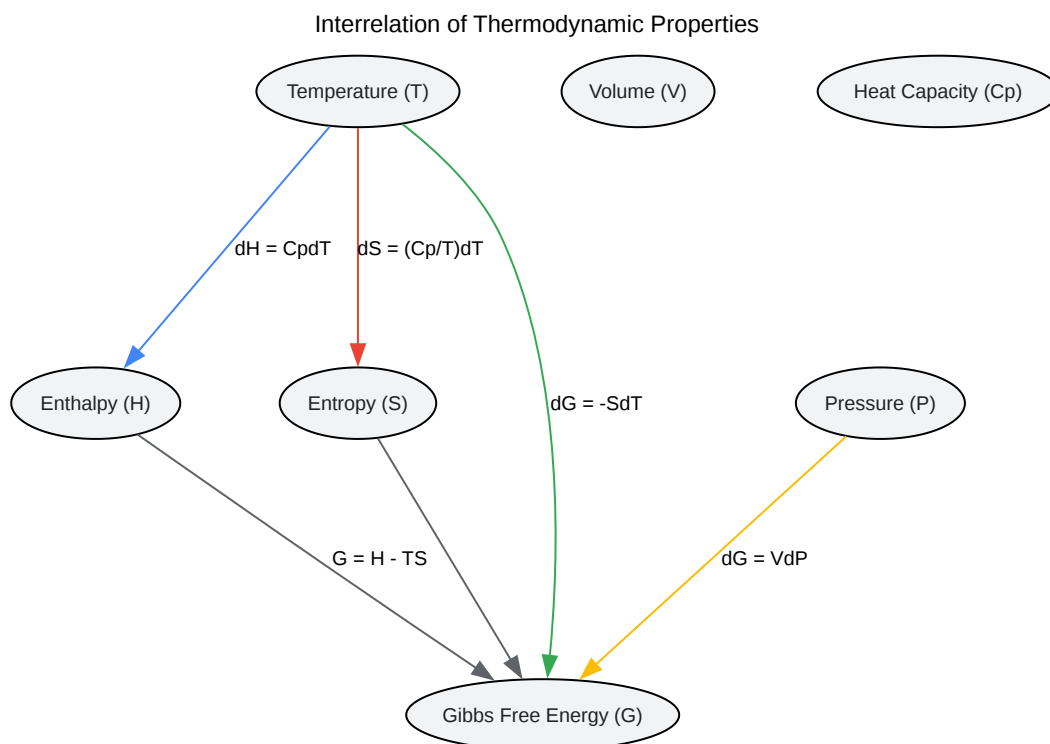 Interrelation of Thermodynamic Properties
Temperature (T)
Volume (V)
Heat Capacity (Cp)
dH = CpdT
dS = (Cp/T)dT
Enthalpy (H)
Entropy (S)
dG = -SdT
Pressure (P)
G = H - TS
dG = VdP
Gibbs Free Energy (G)